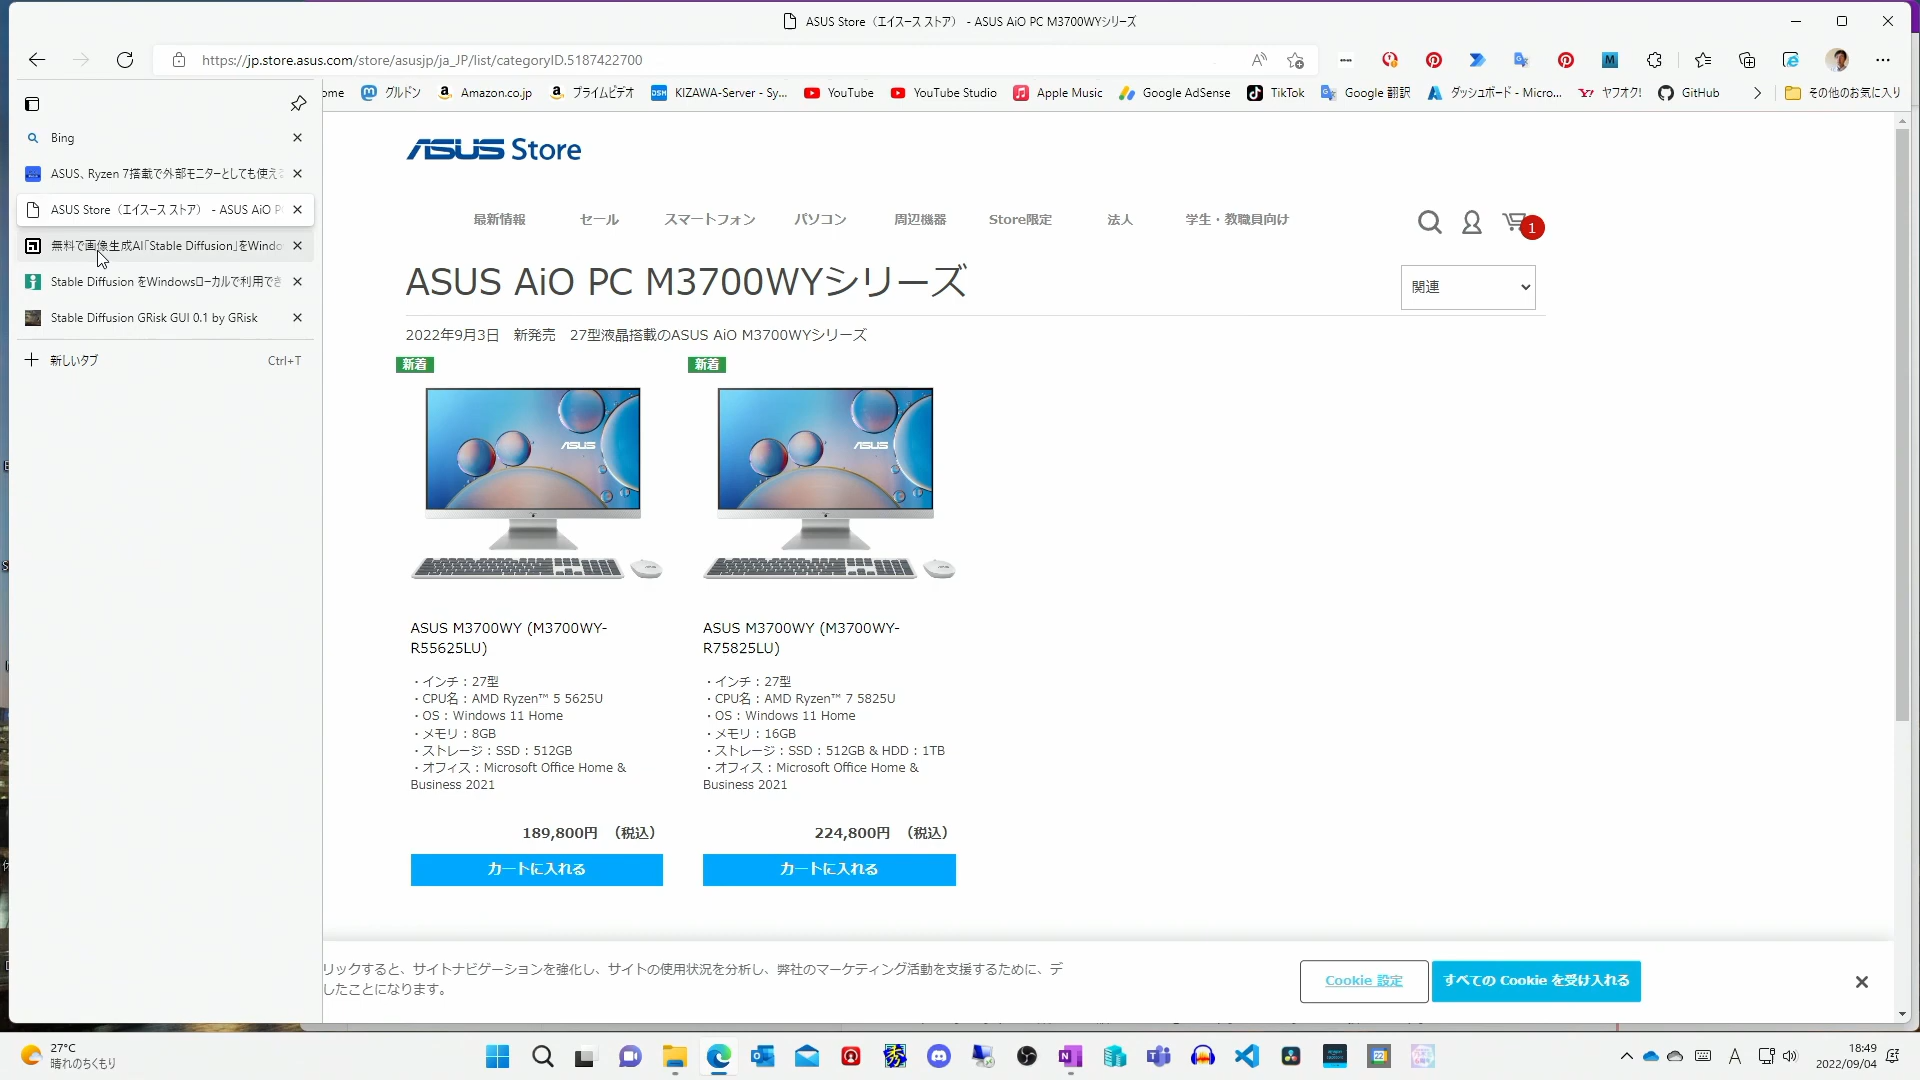 ASUS Store（エイスース ストア） - ASUS AiO PC M3700WYシリーズ
https://jp.store.asus.com/store/asusjp/ja_JP/list/categoryID.5187422700
ome
グルドン
Amazon.co.jp
プライムビデオ
KIZAWA-Server - Sy...
YouTube
YouTube Studio
Apple Music
Google AdSense
TikTok
Google 翻訳
ダッシュボード - Micro...
ヤフオク!
GitHub
その他のお気に入り
Bing
ASUS、Ryzen 7搭載で外部モニターとしても使え
ASUS Store（エイスース ストア） - ASUS AiO P
無料で画像生成AI「Stable Diffusion」をWindo
Stable Diffusion をWindowsローカルで利用でき
Stable Diffusion GRisk GUI 0.1 by GRisk
新しいタブ Ctrl+T
ASUS Store
最新情報
セール
スマートフォン
パソコン
周辺機器
Store限定
法人
学生・教職員向け
1
ASUS AiO PC M3700WYシリーズ
関連
2022年9月3日 新発売 27型液晶搭載のASUS AiO M3700WYシリーズ
新着
ASUS
ASUS M3700WY (M3700WY-
R55625LU)
・インチ : 27型
・CPU名 : AMD Ryzen™ 5 5625U
・OS : Windows 11 Home
・メモリ : 8GB
・ストレージ : SSD : 512GB
・オフィス : Microsoft Office Home &
Business 2021
189,800円 （税込）
カートに入れる
新着
ASUS
ASUS M3700WY (M3700WY-
R75825LU)
・インチ : 27型
・CPU名 : AMD Ryzen™ 7 5825U
・OS : Windows 11 Home
・メモリ : 16GB
・ストレージ : SSD : 512GB & HDD : 1TB
・オフィス : Microsoft Office Home &
Business 2021
224,800円 （税込）
カートに入れる
リックすると、サイトナビゲーションを強化し、サイトの使用状況を分析し、弊社のマーケティング活動を支援するために、デ
したことになります。
Cookie 設定
すべての Cookie を受け入れる
27°C
晴れのちくもり
A
18:49
2022/09/04